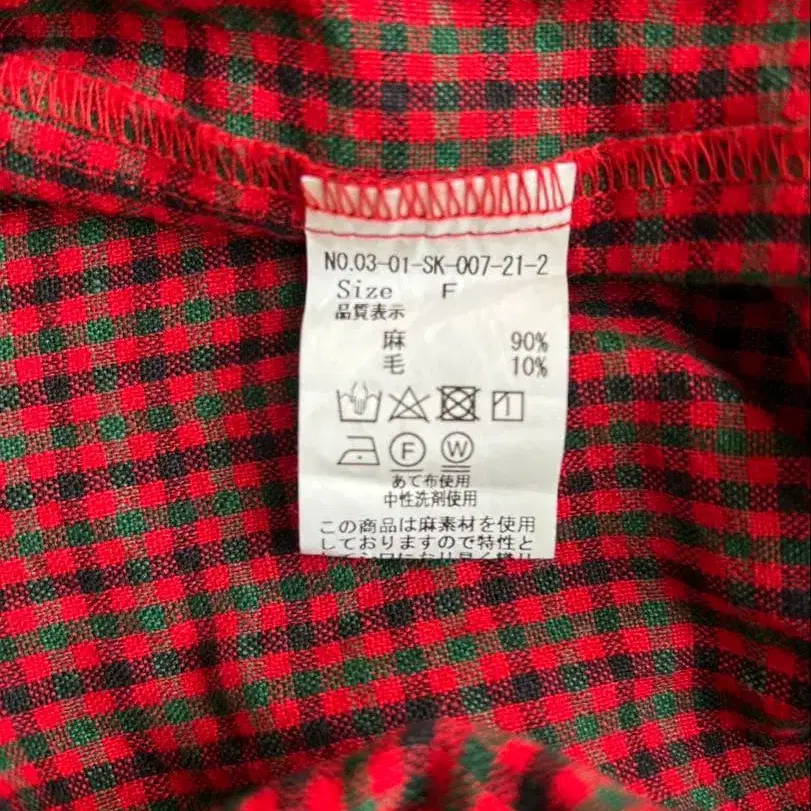 NO.03-01-SK-007-21-2
Size F
品質表示
麻 90%
毛 10%
F W
あて布使用
中性洗剤使用
この商品は麻素材を使用
しておりますので特性と